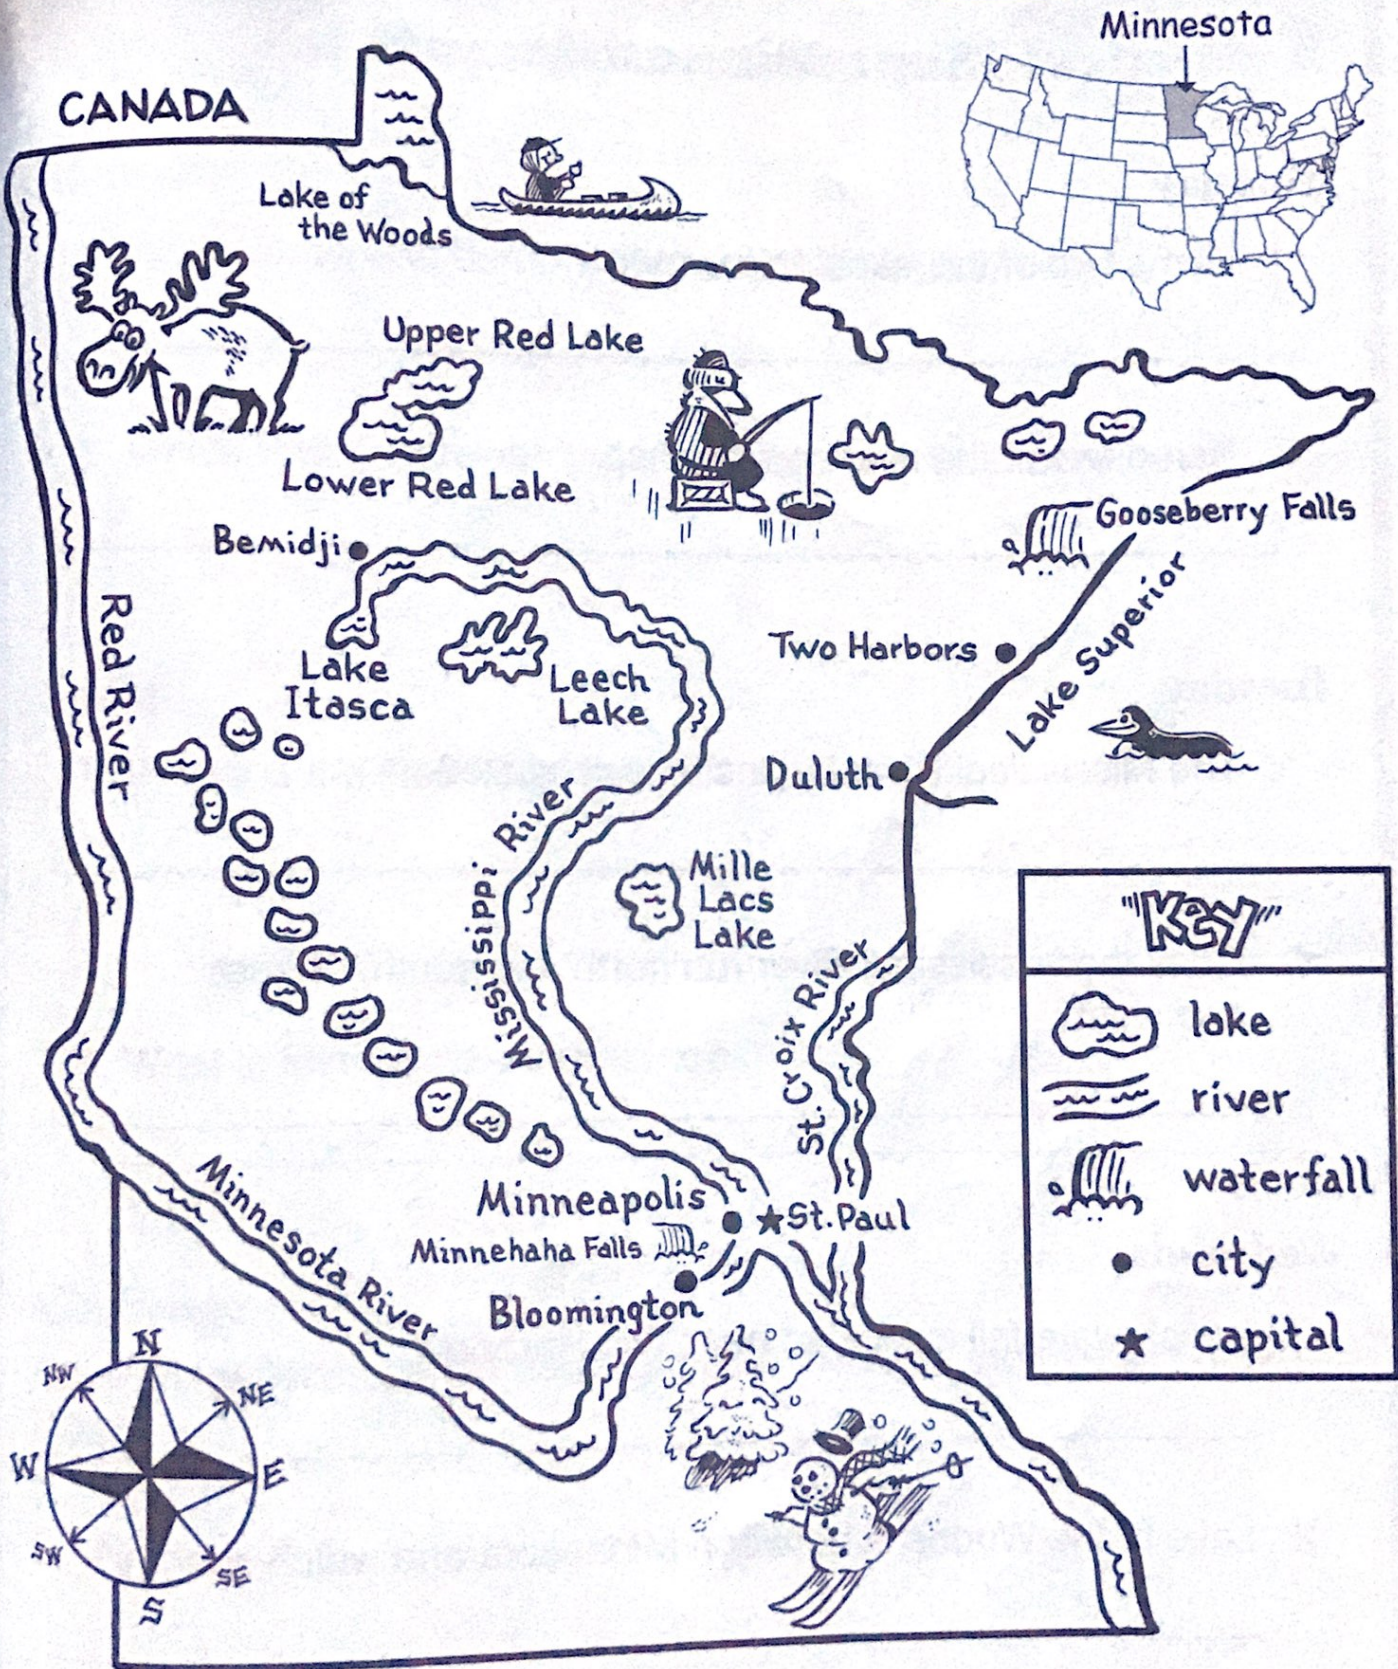 Minnesota
CANADA
Lake of
the Woods
Upper Red Lake
Lower Red Lake
Gooseberry Falls
Bemidji
Red River
Lake
Itasca
Leech
Lake
Two Harbors
Lake Superior
Duluth
Mississippi River
Mille
Lacs
Lake
St. Croix River
Minnesota River
Minneapolis
St. Paul
Minnehaha Falls
Bloomington
"Key"
lake
river
waterfall
city
capital
N
NW
NE
W
E
SW
SE
S